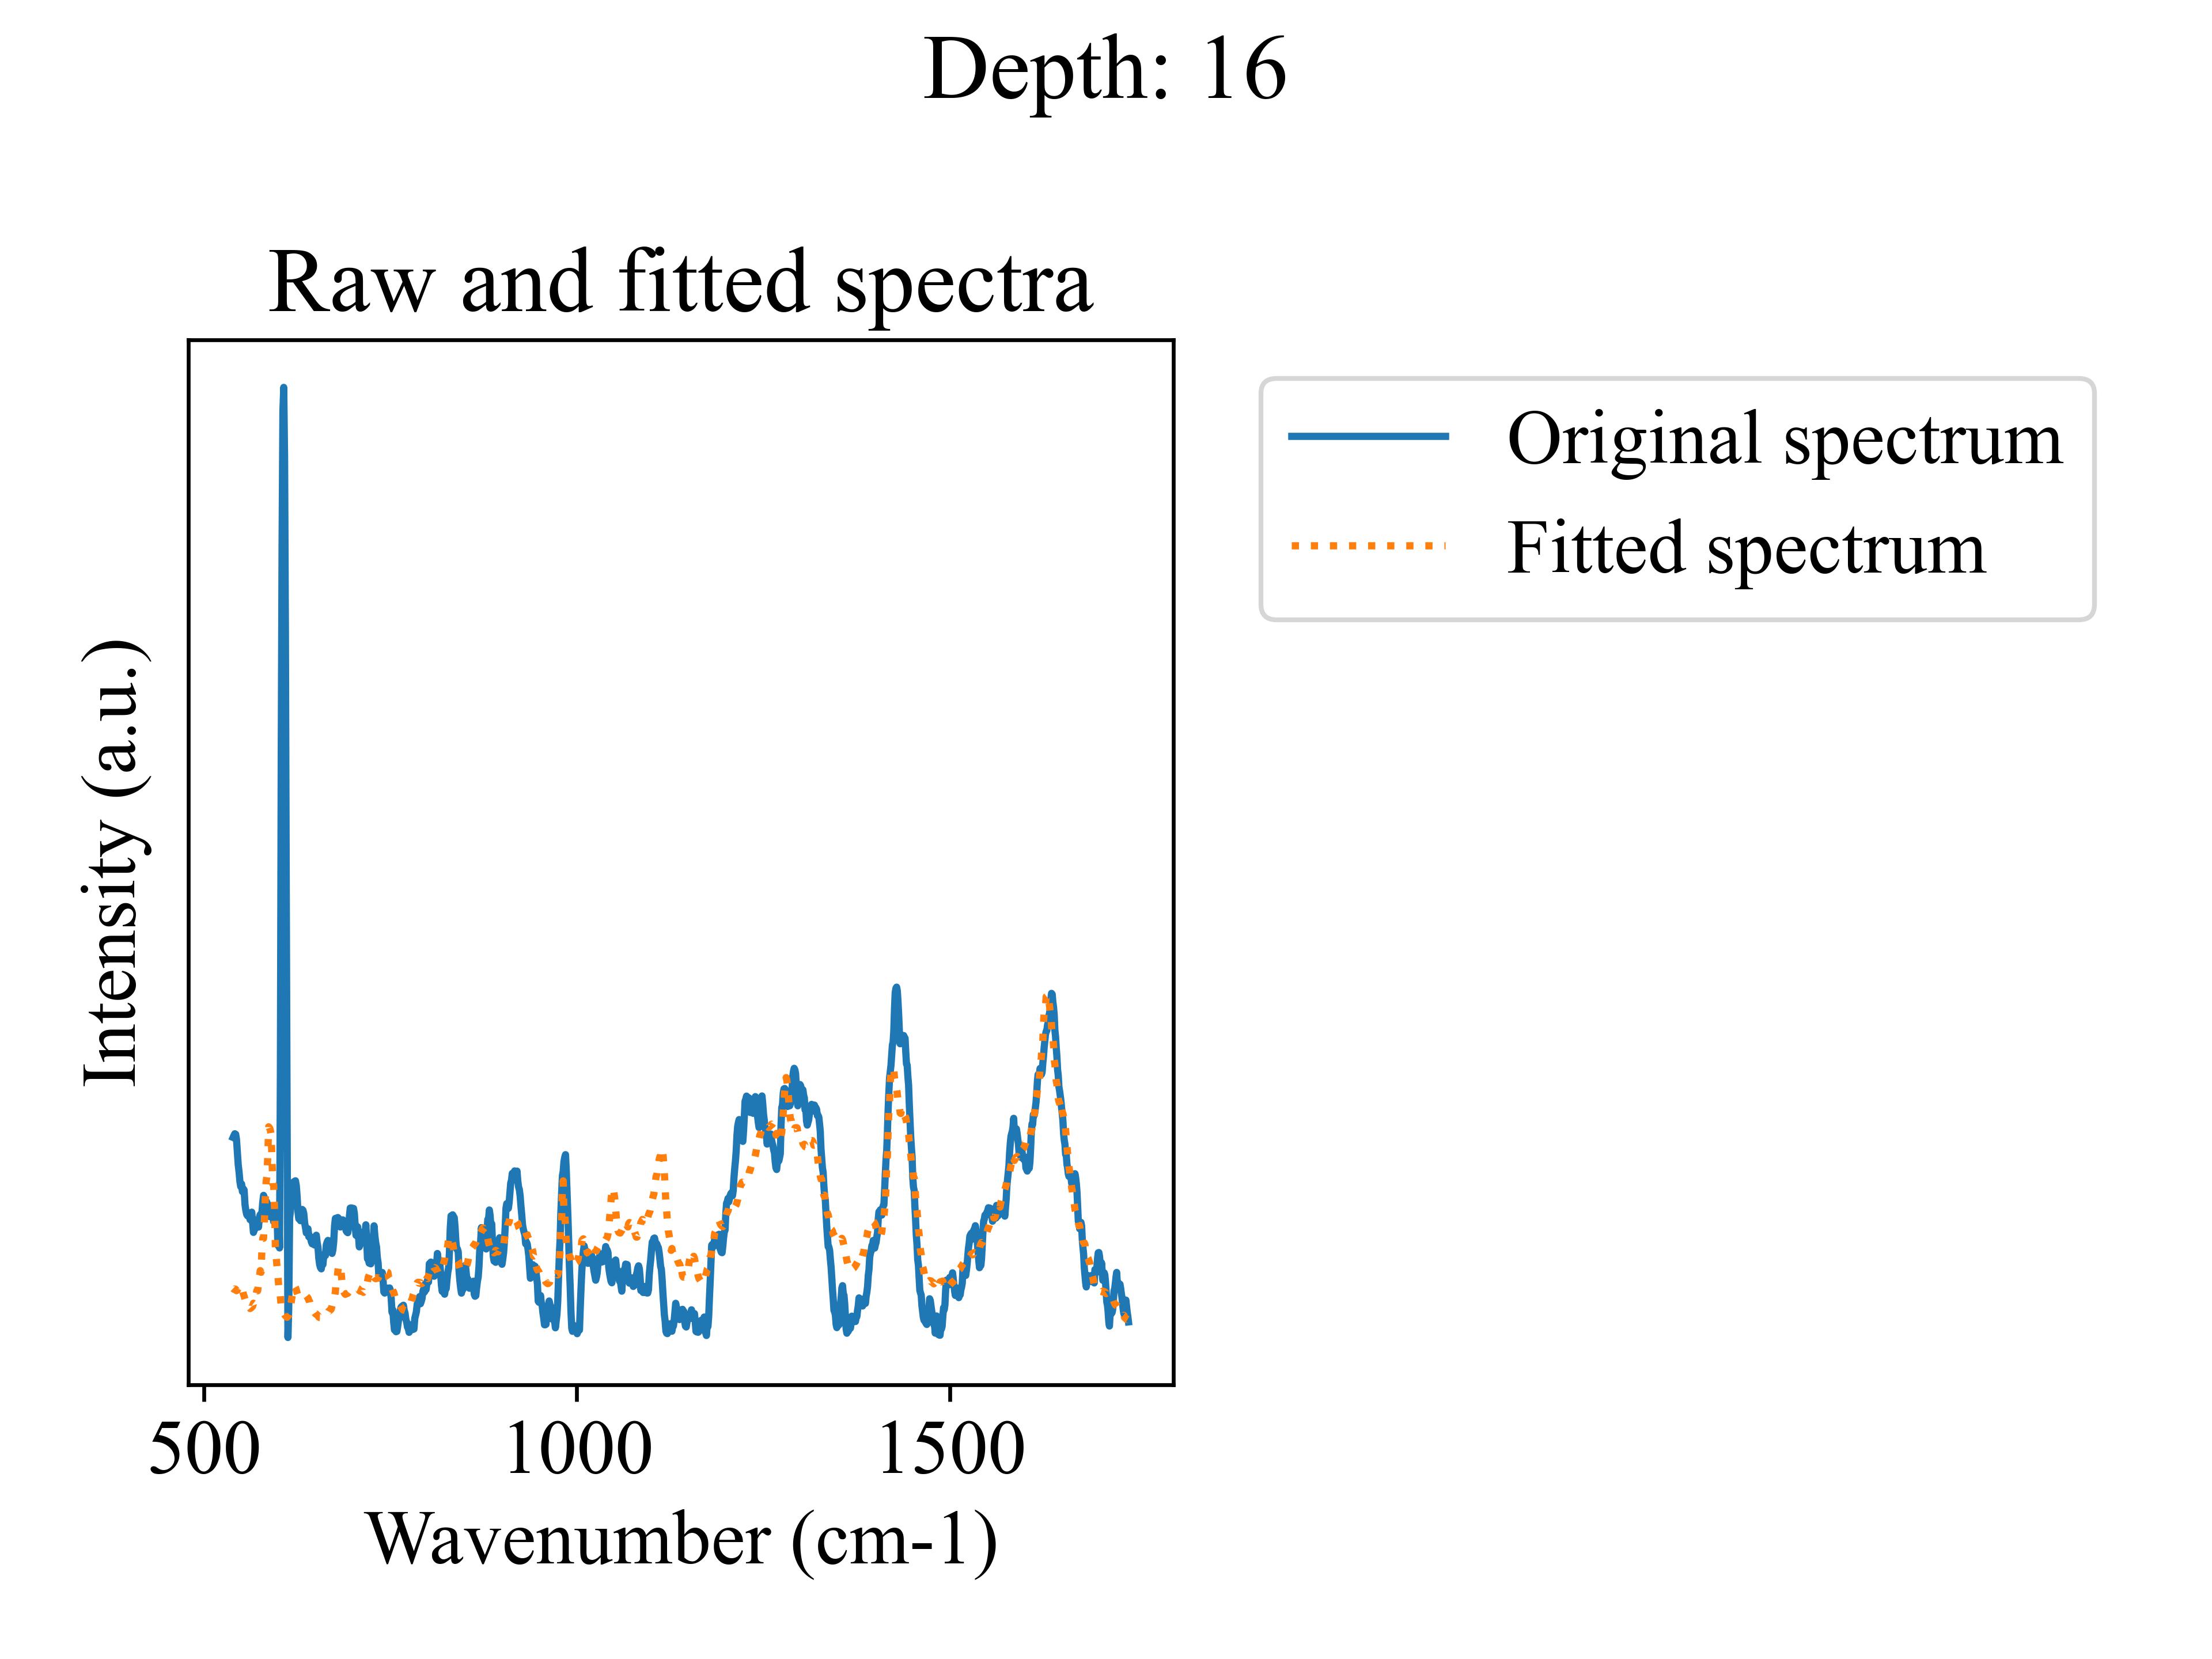 Depth: 16
Raw and fitted spectra
Original spectrum
Fitted spectrum
Intensity (a.u.)
500
1000
1500
Wavenumber (cm-1)